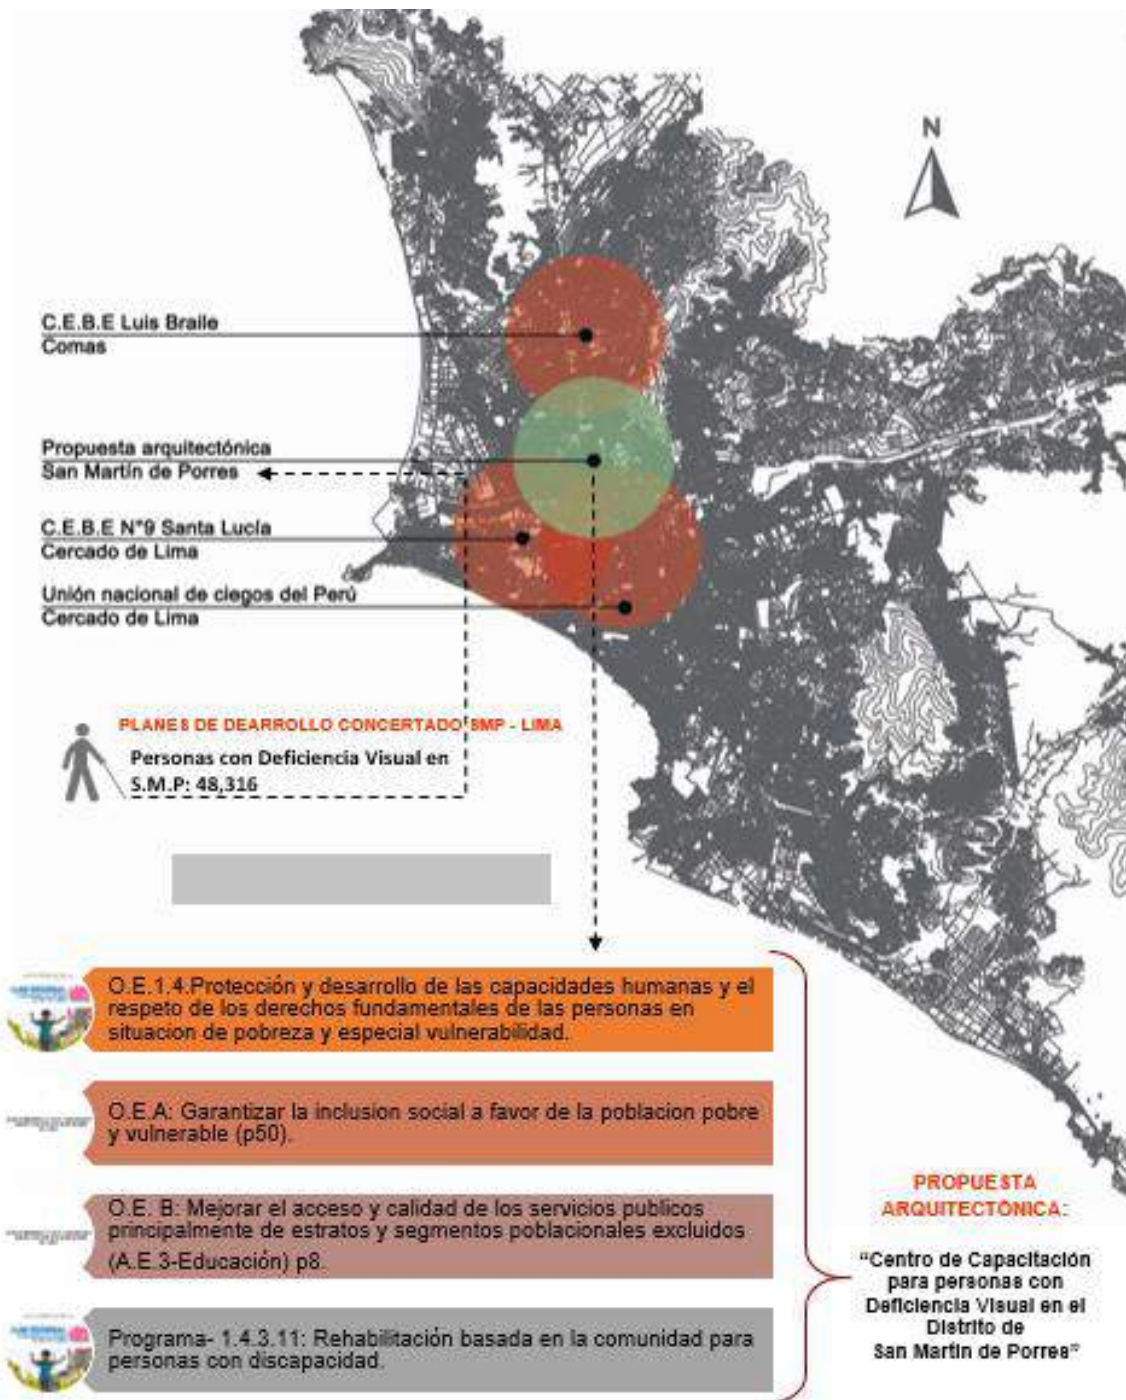 N
C.E.B.E Luis Braile
Comas
Propuesta arquitectónica
San Martín de Porres
C.E.B.E N°9 Santa Lucía
Cercado de Lima
Unión nacional de ciegos del Perú
Cercado de Lima
PLANES DE DEARROLLO CONCERTADO SMP - LIMA
Personas con Deficiencia Visual en
S.M.P: 48,316
O.E.1.4.Protección y desarrollo de las capacidades humanas y el
respeto de los derechos fundamentales de las personas en
situacion de pobreza y especial vulnerabilidad.
O.E.A: Garantizar la inclusion social a favor de la poblacion pobre
y vulnerable (p50).
O.E. B: Mejorar el acceso y calidad de los servicios publicos
principalmente de estratos y segmentos poblacionales excluidos
(A.E.3-Educación) p8.
Programa- 1.4.3.11: Rehabilitación basada en la comunidad para
personas con discapacidad.
PROPUESTA
ARQUITECTÓNICA:
"Centro de Capacitación
para personas con
Deficiencia Visual en el
Distrito de
San Martin de Porres"